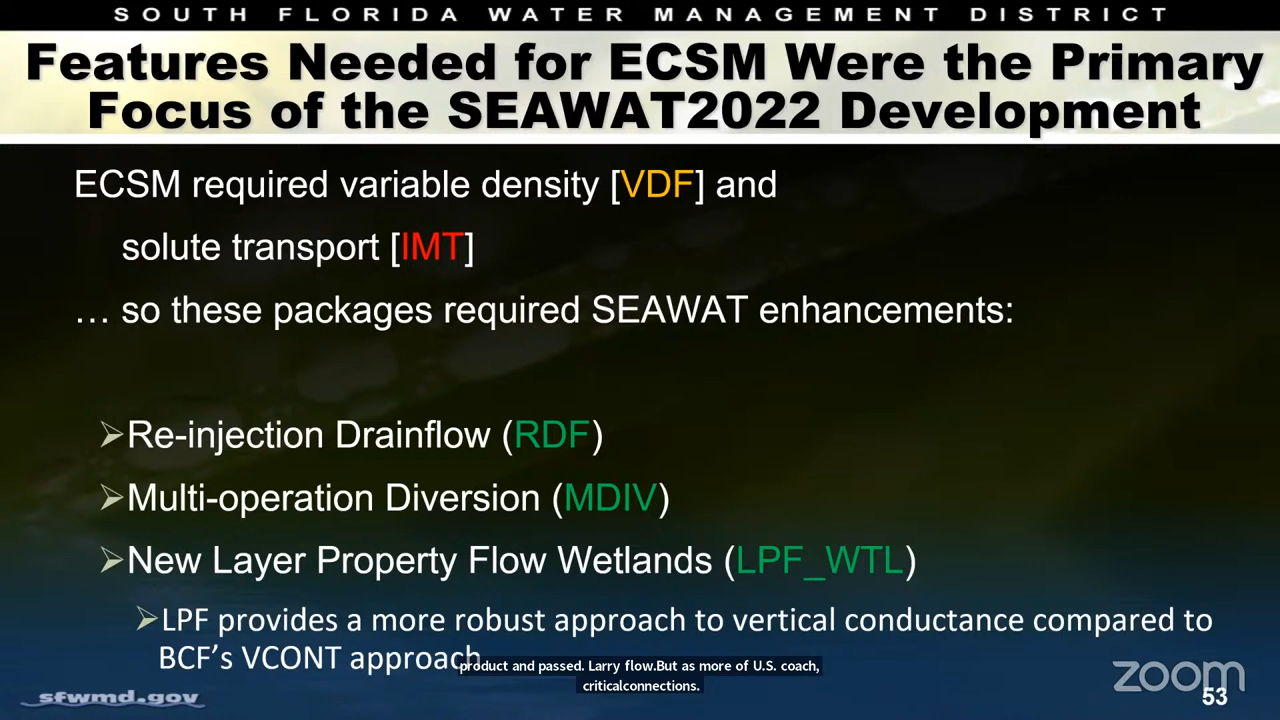 SOUTH FLORIDA WATER MANAGEMENT DISTRICT
Features Needed for ECSM Were the Primary
Focus of the SEAWAT2022 Development
ECSM required variable density [VDF] and
solute transport [IMT]
… so these packages required SEAWAT enhancements:
➢Re-injection Drainflow (RDF)
➢Multi-operation Diversion (MDIV)
➢New Layer Property Flow Wetlands (LPF_WTL)
➢LPF provides a more robust approach to vertical conductance compared to
BCF’s VCONT approach
product and passed. Larry flow.But as more of U.S. coach,
criticalconnections.
sfwmd.gov
zoom
53